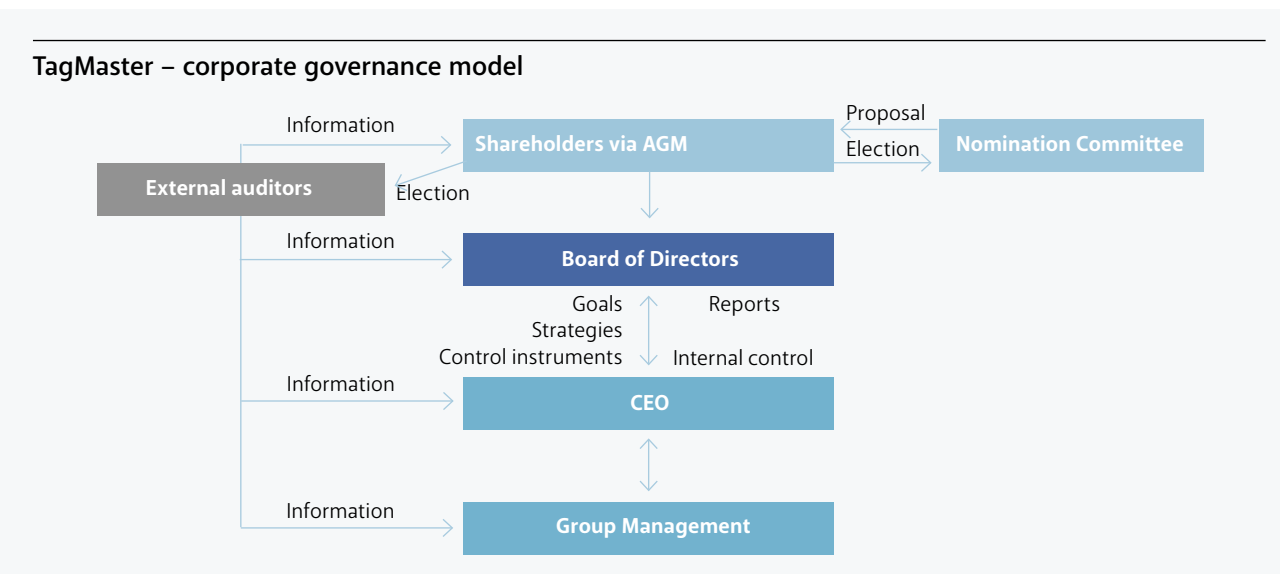 TagMaster – corporate governance model
Information
Shareholders via AGM
Proposal
Election
Nomination Committee
External auditors
Election
Information
Board of Directors
Goals
Strategies
Control instruments
Reports
Internal control
Information
CEO
Information
Group Management